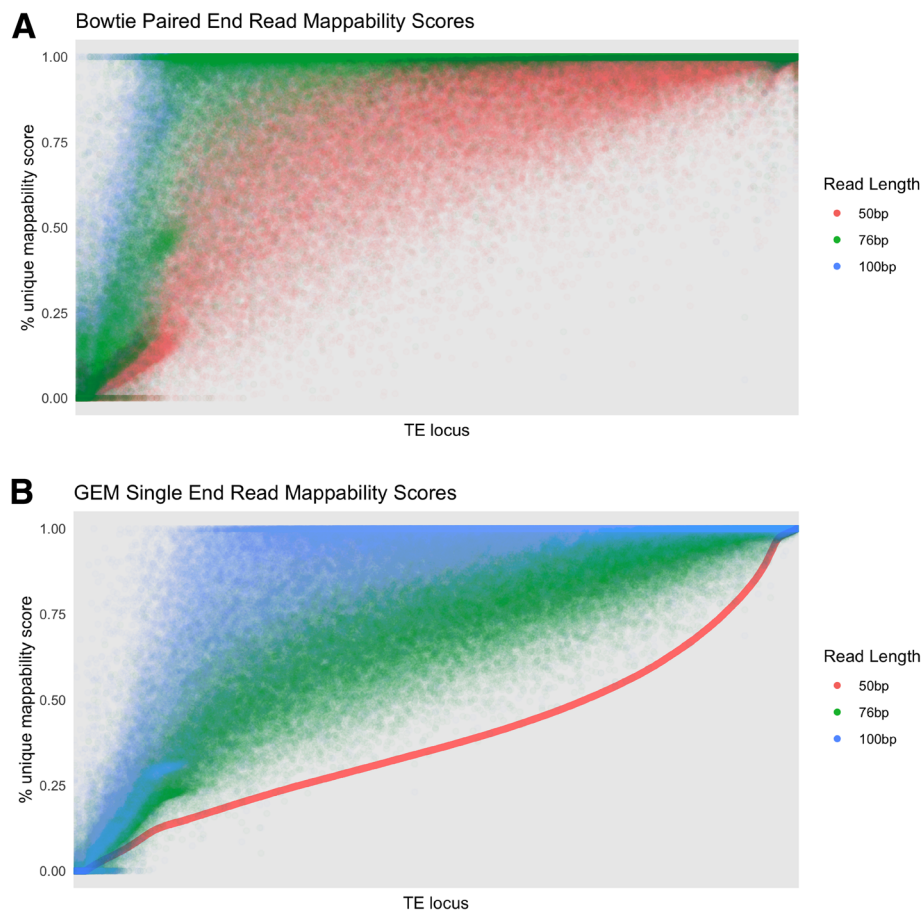 A
Bowtie Paired End Read Mappability Scores
% unique mappability score
1.00
0.75
0.50
0.25
0.00
TE locus
Read Length
50bp
76bp
100bp
B
GEM Single End Read Mappability Scores
% unique mappability score
1.00
0.75
0.50
0.25
0.00
TE locus
Read Length
50bp
76bp
100bp